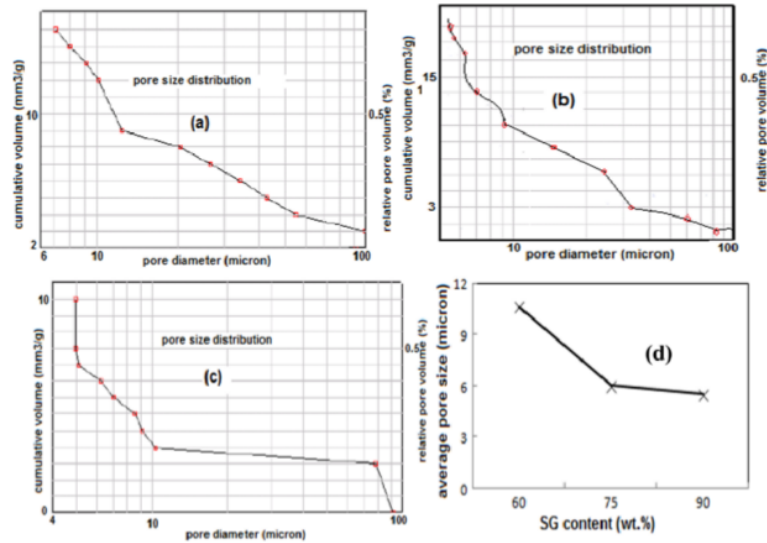 cumulative volume (mm3/g)
10
2
pore size distribution
(a)
0.5
relative pore volume (%)
6
10
100
pore diameter (micron)
cumulative volume (mm3/g)
15
1
3
pore size distribution
(b)
0.5
relative pore volume (%)
10
100
pore diameter (micron)
cumulative volume (mm3/g)
10
0
pore size distribution
(c)
0.5
relative pore volume (%)
4
10
100
pore diameter (micron)
average pore size (micron)
12
9
6
3
0
(d)
60
75
90
SG content (wt.%)